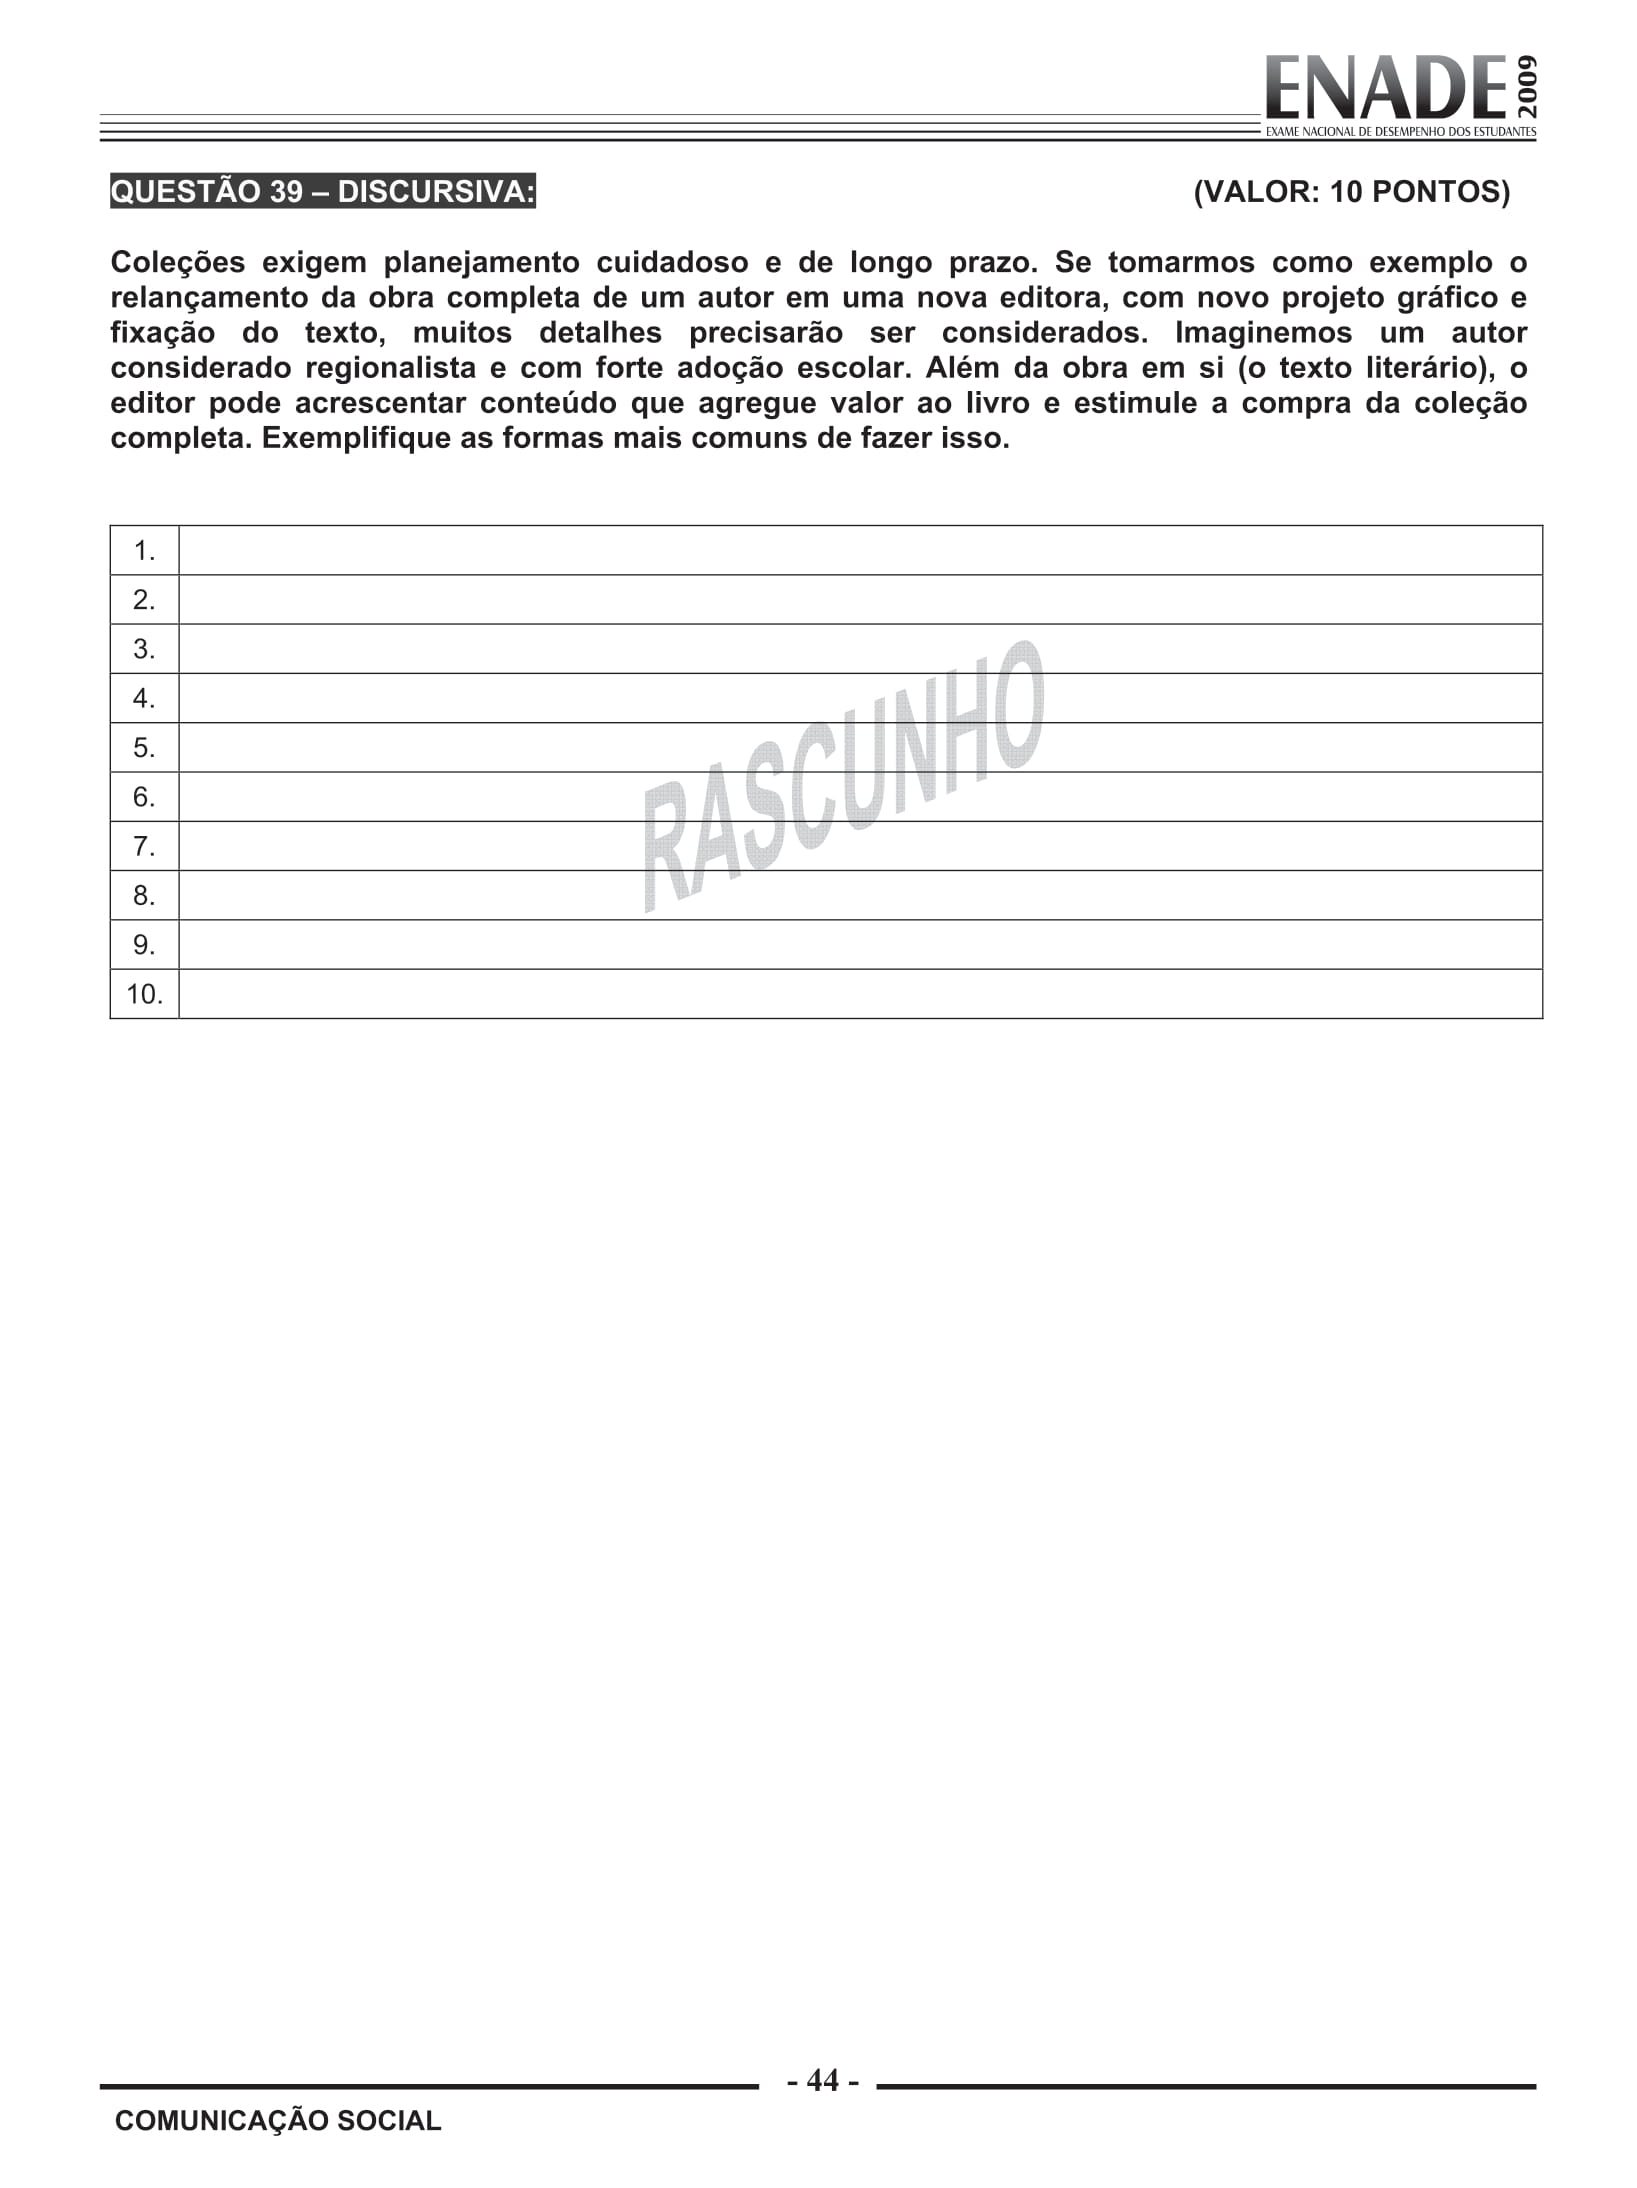 ENADE 2009
EXAME NACIONAL DE DESEMPENHO DOS ESTUDANTES
QUESTÃO 39 – DISCURSIVA: (VALOR: 10 PONTOS)
Coleções exigem planejamento cuidadoso e de longo prazo. Se tomarmos como exemplo o
relançamento da obra completa de um autor em uma nova editora, com novo projeto gráfico e
fixação do texto, muitos detalhes precisarão ser considerados. Imaginemos um autor
considerado regionalista e com forte adoção escolar. Além da obra em si (o texto literário), o
editor pode acrescentar conteúdo que agregue valor ao livro e estimule a compra da coleção
completa. Exemplifique as formas mais comuns de fazer isso.
1.
2.
3.
4.
5.
6.
7.
8.
9.
10.
RASCUNHO
- 44 -
COMUNICAÇÃO SOCIAL